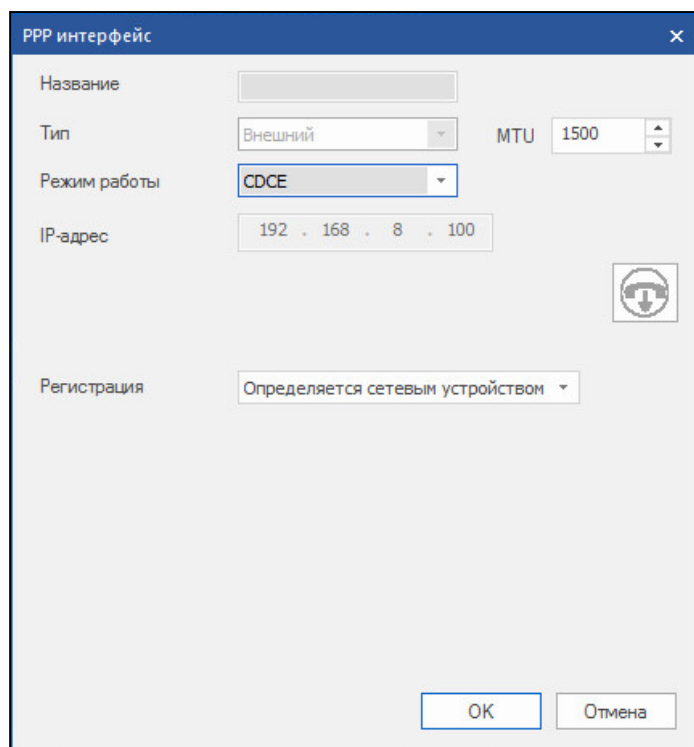 PPP интерфейс
Название
Тип Внешний MTU 1500
Режим работы CDCE
IP-адрес 192 . 168 . 8 . 100
Регистрация Определяется сетевым устройством
OK Отмена